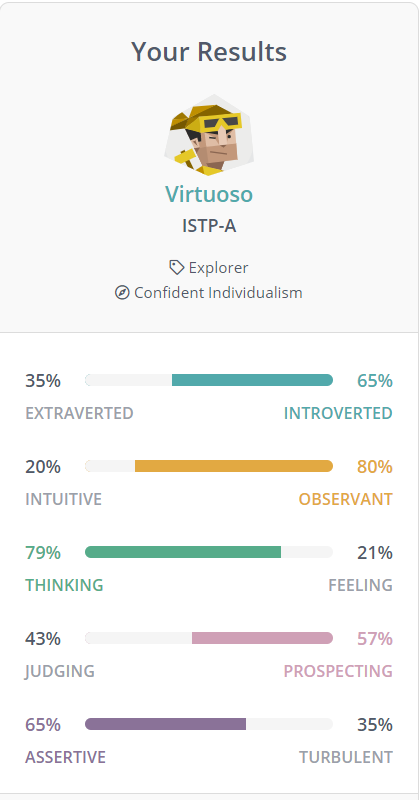 Your Results
Virtuoso
ISTP-A
Explorer
Confident Individualism
35% 65%
EXTRAVERTED INTROVERTED
20% 80%
INTUITIVE OBSERVANT
79% 21%
THINKING FEELING
43% 57%
JUDGING PROSPECTING
65% 35%
ASSERTIVE TURBULENT